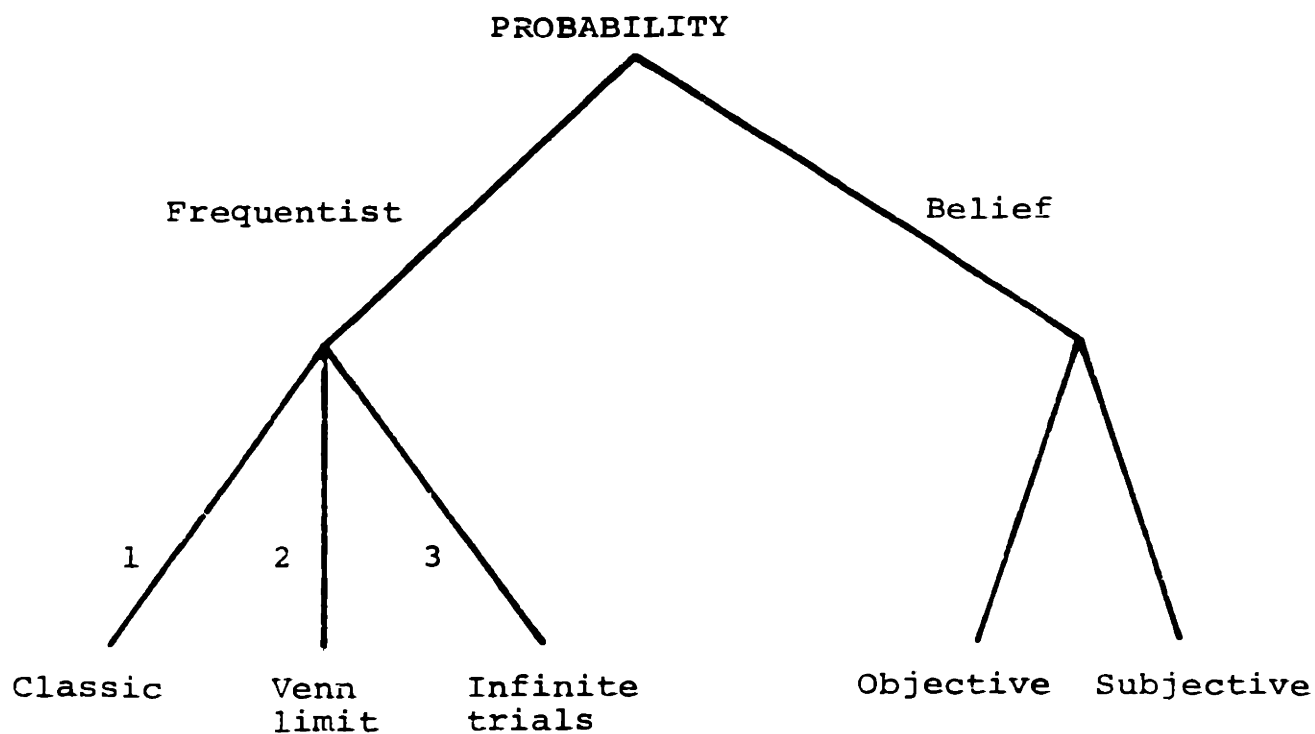 PROBABILITY
Frequentist
Belief
1
2
3
Classic
Venn
limit
Infinite
trials
Objective
Subjective